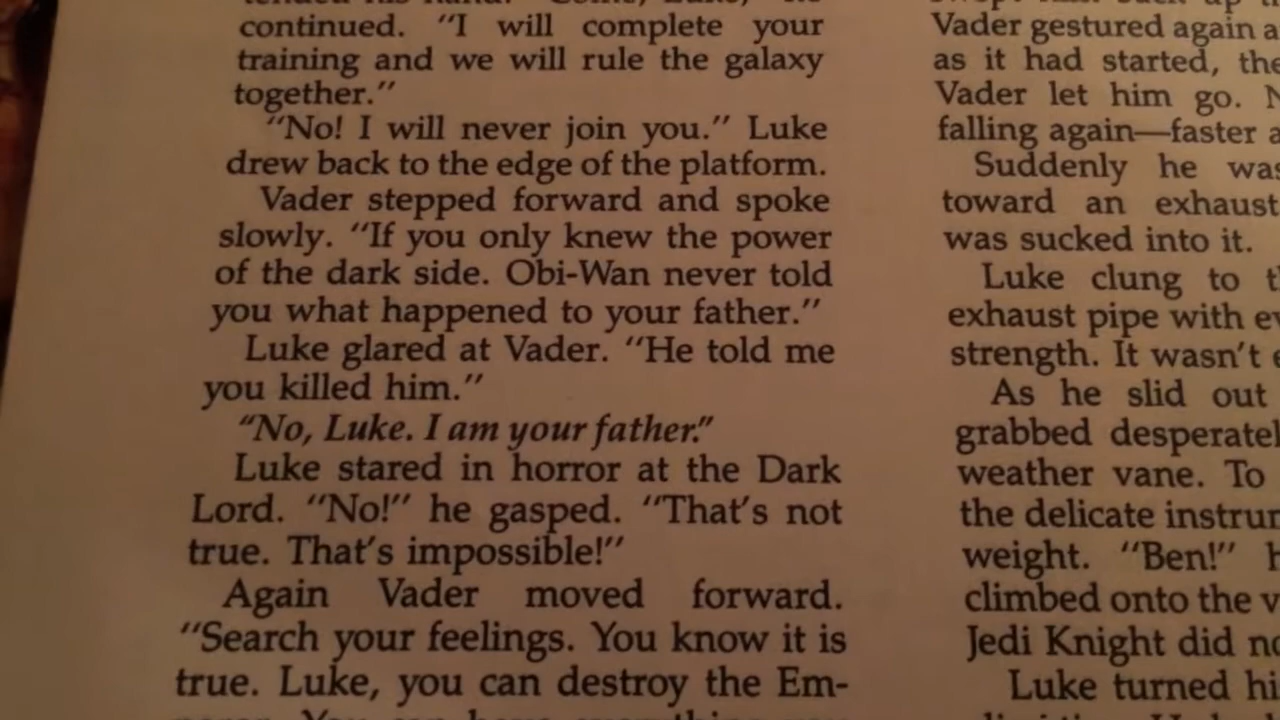 continued. "I will complete your
training and we will rule the galaxy
together."
"No! I will never join you." Luke
drew back to the edge of the platform.
Vader stepped forward and spoke
slowly. "If you only knew the power
of the dark side. Obi-Wan never told
you what happened to your father."
Luke glared at Vader. "He told me
you killed him."
"No, Luke. I am your father."
Luke stared in horror at the Dark
Lord. "No!" he gasped. "That's not
true. That's impossible!"
Again Vader moved forward.
"Search your feelings. You know it is
true. Luke, you can destroy the Em-
Vader gestured again a
as it had started, the
Vader let him go. N
falling again—faster a
Suddenly he was
toward an exhaust
was sucked into it.
Luke clung to t
exhaust pipe with ev
strength. It wasn't e
As he slid out
grabbed desperatel
weather vane. To
the delicate instrum
weight. "Ben!" h
climbed onto the v
Jedi Knight did no
Luke turned hi